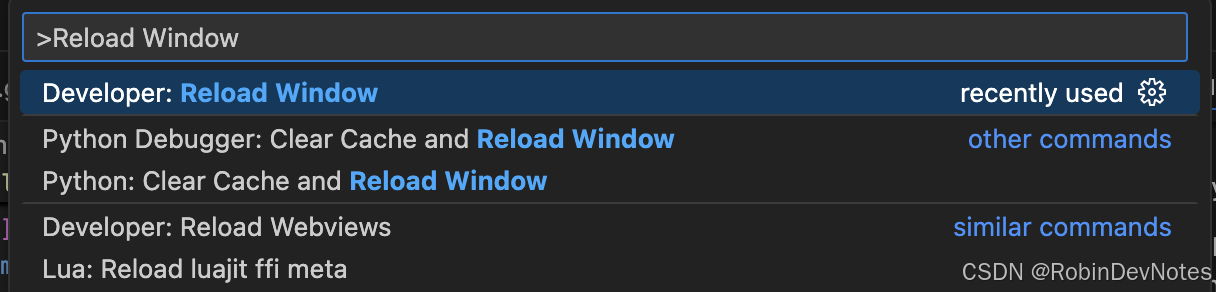 >Reload Window
Developer: Reload Window recently used
Python Debugger: Clear Cache and Reload Window other commands
Python: Clear Cache and Reload Window
Developer: Reload Webviews similar commands
Lua: Reload luajit ffi meta
CSDN @RobinDevNotes